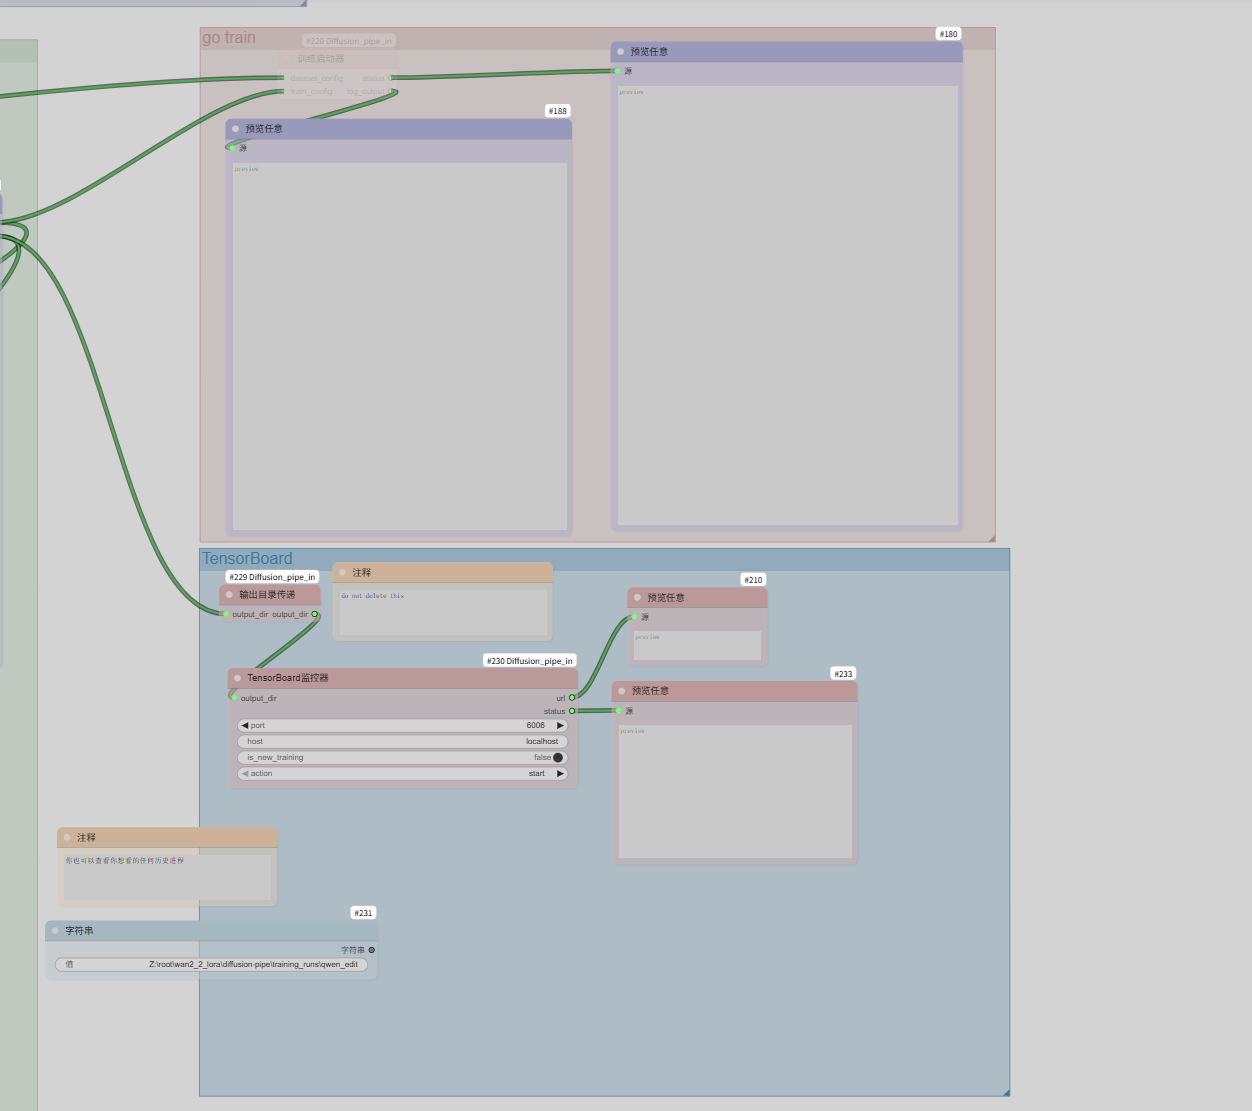 go train
#220 Diffusion_pipe_in
训练启动器
dataset_config status
train_config log_output
#180
预览任意
源
preview
#188
预览任意
源
preview
TensorBoard
#229 Diffusion_pipe_in
输出目录传递
output_dir output_dir
注释
do not delete this
#210
预览任意
源
preview
#230 Diffusion_pipe_in
TensorBoard监控器
output_dir url
status
port 6006
host localhost
is_new_training false
action start
#233
预览任意
源
preview
注释
你也可以查看你想看的任何历史进程
#231
字符串
字符串
值 Z:\root\wan2_2_lora\diffusion-pipe\training_runs\qwen_edit